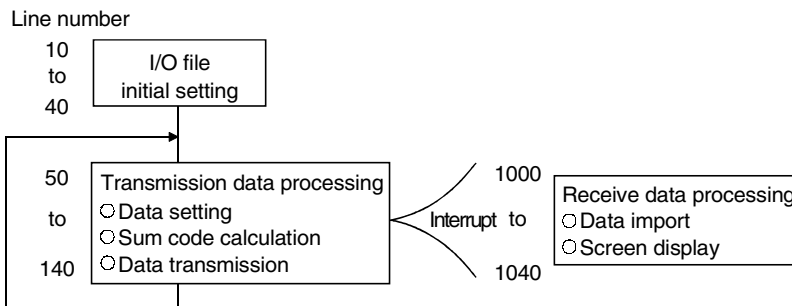 Line number
10
to
40
I/O file
initial setting
50
to
140
Transmission data processing
○Data setting
○Sum code calculation
○Data transmission
Interrupt
1000
to
1040
Receive data processing
○Data import
○Screen display